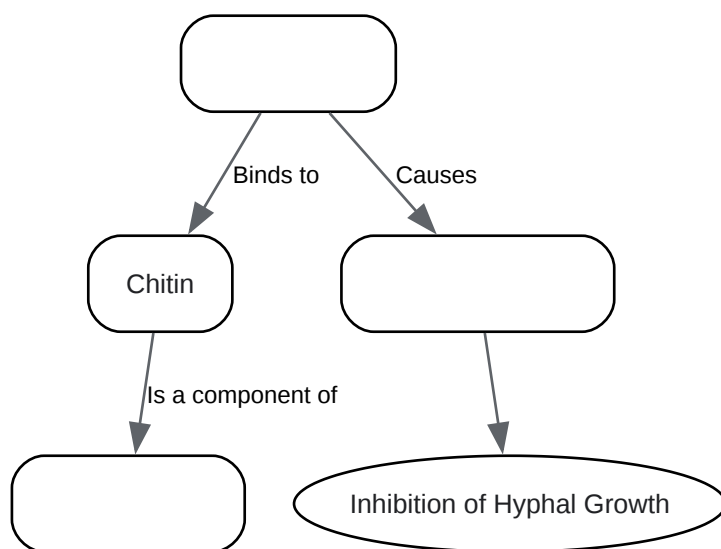 Binds to
Causes
Chitin
Is a component of
Inhibition of Hyphal Growth